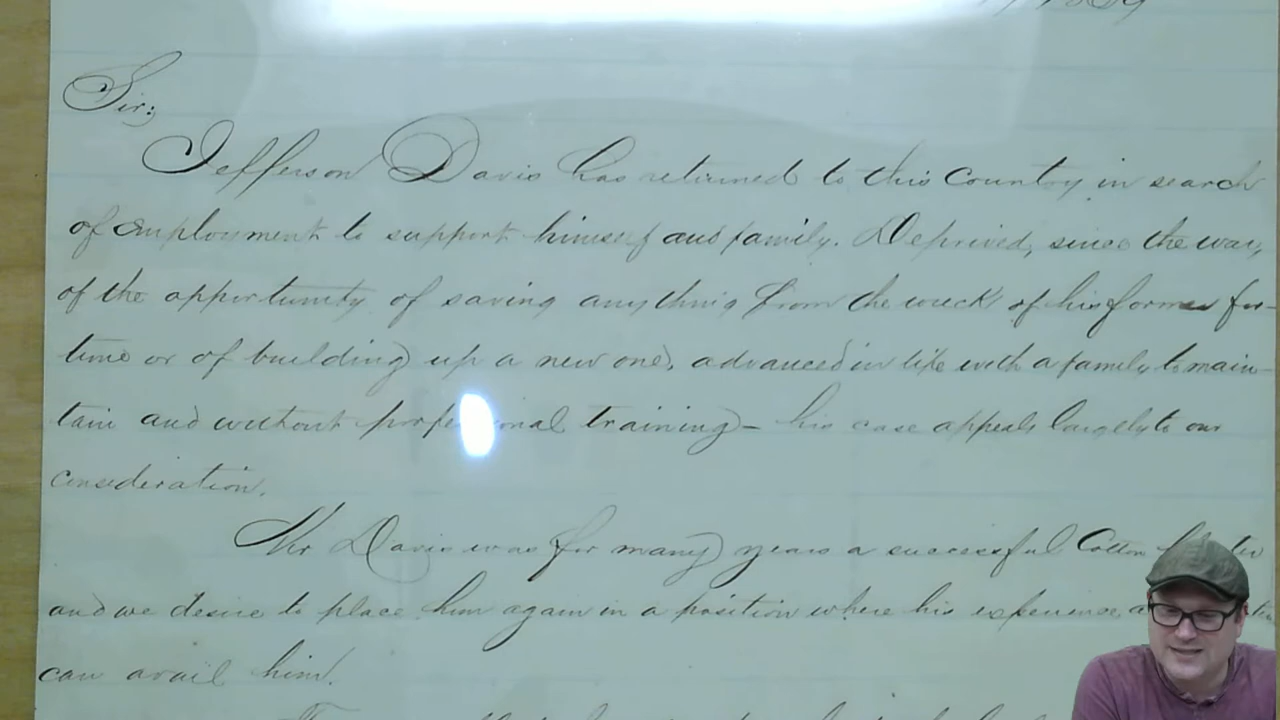 1869
Sir;
Jefferson Davis has returned to this Country in search
of employment to support himself and family. Deprived, since the war,
of the opportunity of saving anything from the wreck of his former for-
tune or of building up a new one, advanced in life with a family to main-
tain and without training - his case appeals largely to our
consideration.
Mr Davis was for many years a successful Cotton
and we desire to place him again in a position where his experience
can avail him.